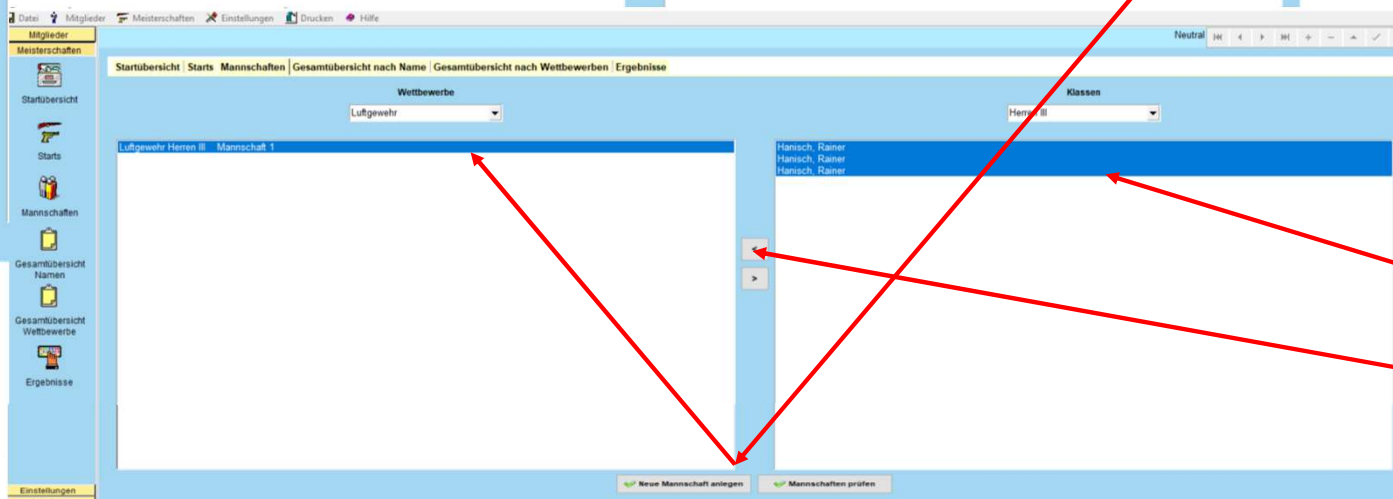 Datei Mitglieder Meisterschaften Einstellungen Drucken Hilfe
Mitglieder
Neutral
Meisterschaften
Startübersicht Starts Mannschaften Gesamtübersicht nach Name Gesamtübersicht nach Wettbewerben Ergebnisse
Startübersicht
Starts
Mannschaften
Gesamtübersicht
Namen
Gesamtübersicht
Wettbewerbe
Ergebnisse
Einstellungen
Wettbewerbe
Luftgewehr
Klassen
Herren III
Luftgewehr Herren III Mannschaft 1
Hanisch, Rainer
Hanisch, Rainer
Hanisch, Rainer
<
>
Neue Mannschaft anlegen
Mannschaften prüfen